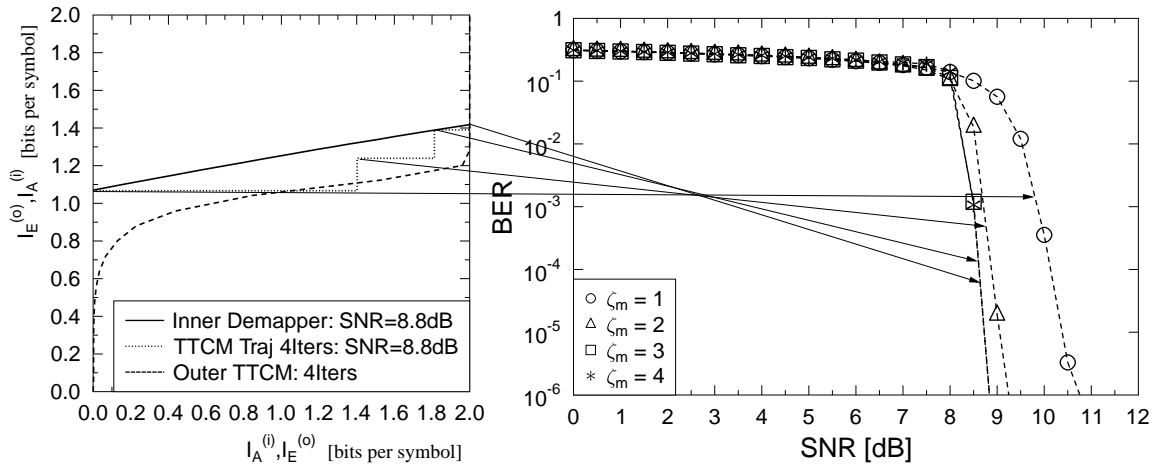 2.0
1.8
1.6
1.4
1.2
1.0
0.8
0.6
0.4
0.2
0.0
I_E^(o),I_A^(i) [bits per symbol]
Inner Demapper: SNR=8.8dB
TTCM Traj 4Iters: SNR=8.8dB
Outer TTCM: 4Iters
0.0 0.2 0.4 0.6 0.8 1.0 1.2 1.4 1.6 1.8 2.0
I_A^(i),I_E^(o) [bits per symbol]
1
10^-1
10^-2
10^-3
10^-4
10^-5
10^-6
BER
ζ_m = 1
ζ_m = 2
ζ_m = 3
ζ_m = 4
0 1 2 3 4 5 6 7 8 9 10 11 12
SNR [dB]